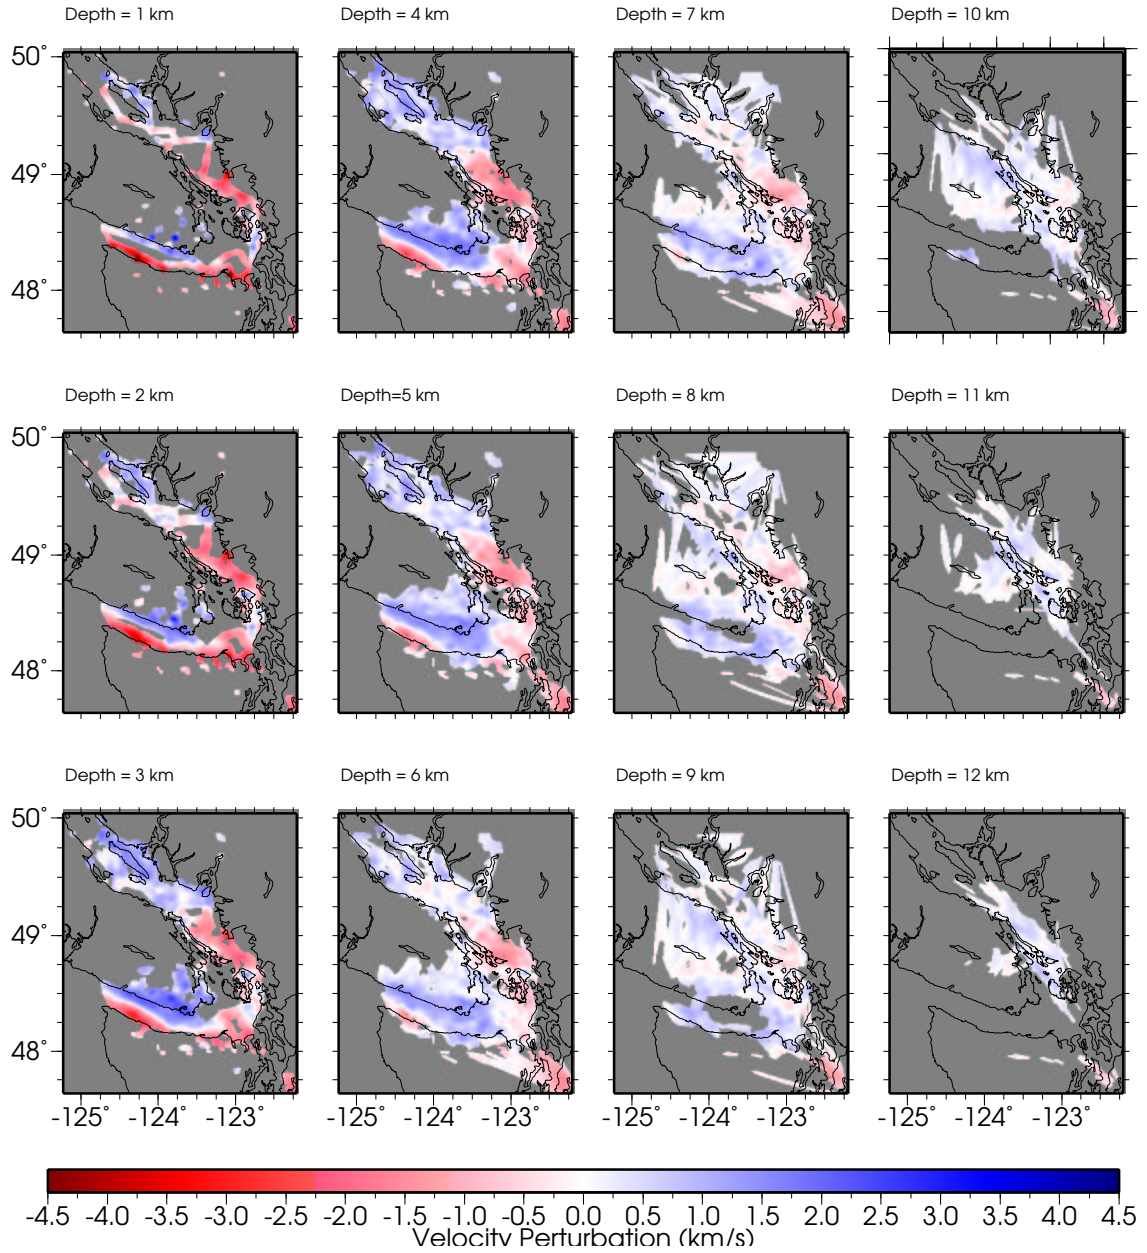 Depth = 1 km
Depth = 4 km
Depth = 7 km
Depth = 10 km
50°
49°
48°
Depth = 2 km
Depth=5 km
Depth = 8 km
Depth = 11 km
50°
49°
48°
Depth = 3 km
Depth = 6 km
Depth = 9 km
Depth = 12 km
50°
49°
48°
-125° -124° -123° -125° -124° -123° -125° -124° -123° -125° -124° -123°
-4.5 -4.0 -3.5 -3.0 -2.5 -2.0 -1.5 -1.0 -0.5 0.0 0.5 1.0 1.5 2.0 2.5 3.0 3.5 4.0 4.5
Velocity Perturbation (km/s)